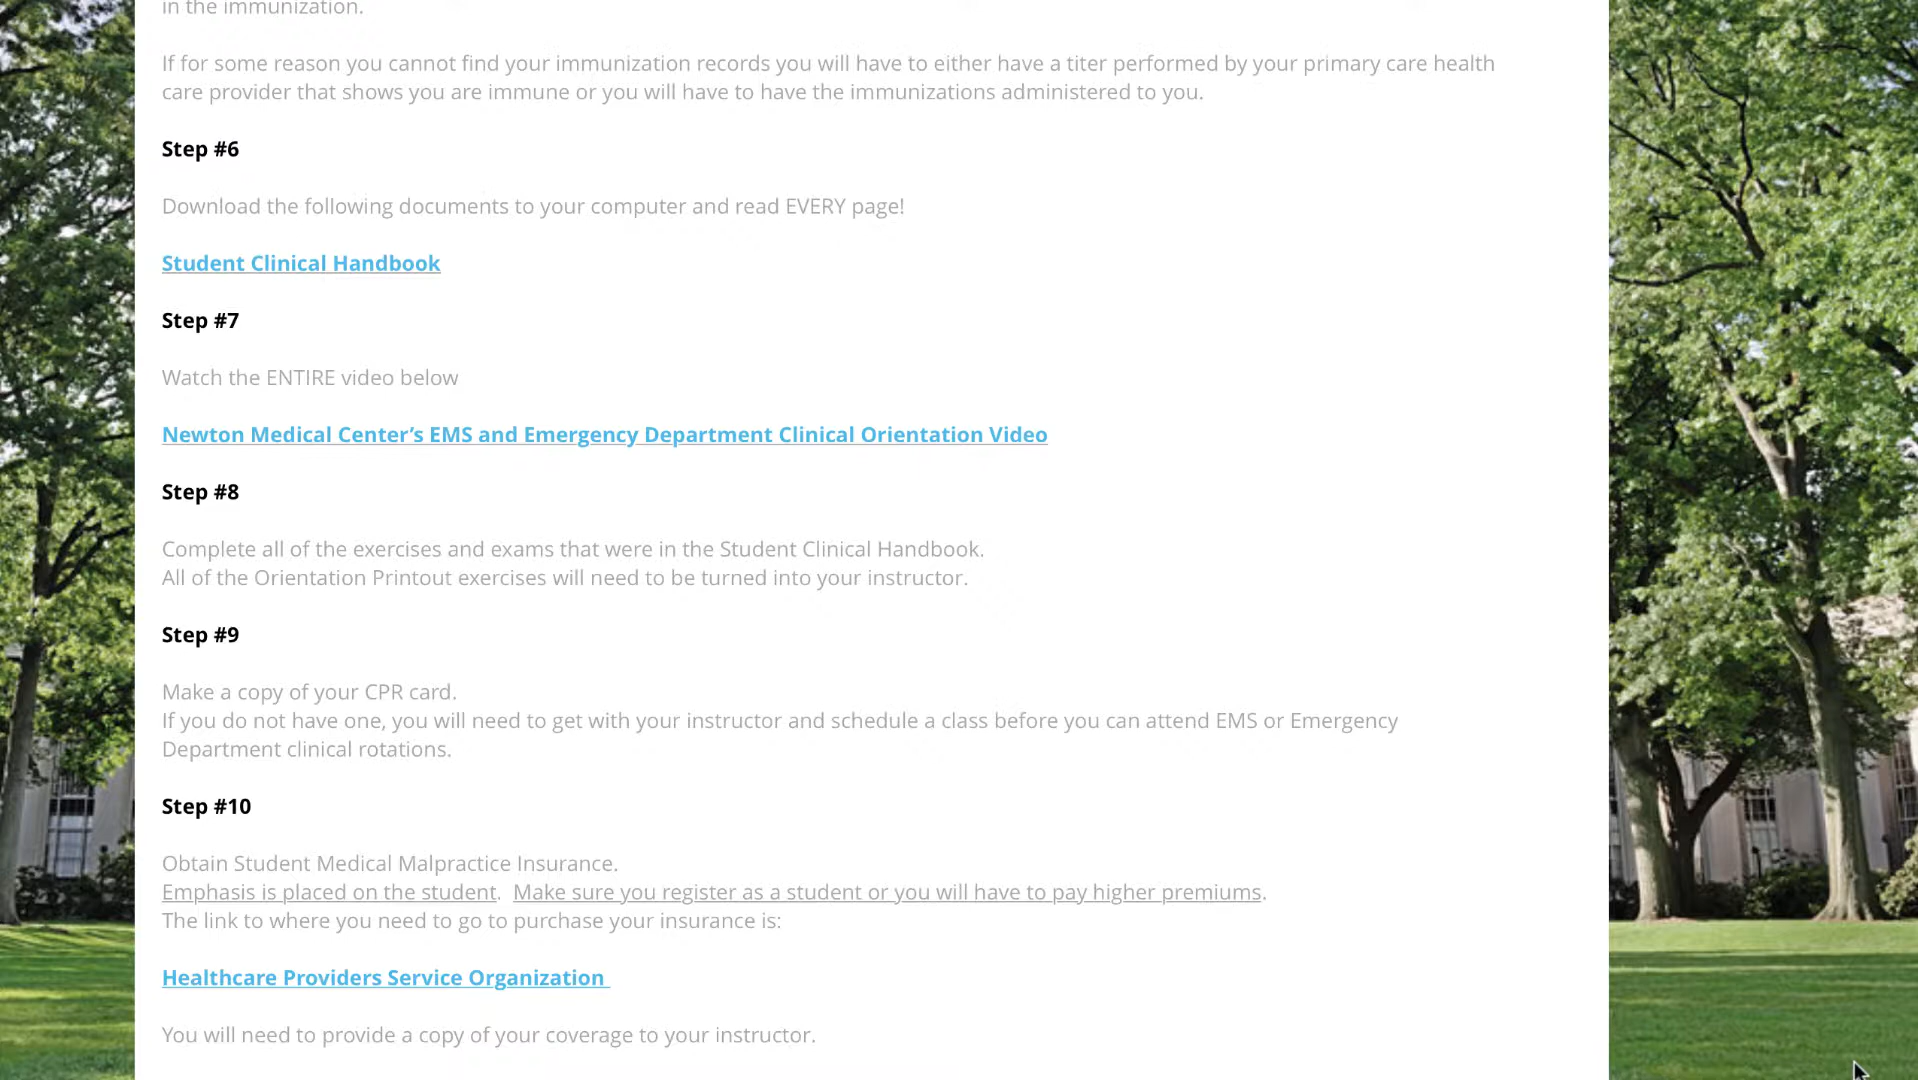 in the immunization.
If for some reason you cannot find your immunization records you will have to either have a titer performed by your primary care health
care provider that shows you are immune or you will have to have the immunizations administered to you.
Step #6
Download the following documents to your computer and read EVERY page!
Student Clinical Handbook
Step #7
Watch the ENTIRE video below
Newton Medical Center’s EMS and Emergency Department Clinical Orientation Video
Step #8
Complete all of the exercises and exams that were in the Student Clinical Handbook.
All of the Orientation Printout exercises will need to be turned into your instructor.
Step #9
Make a copy of your CPR card.
If you do not have one, you will need to get with your instructor and schedule a class before you can attend EMS or Emergency
Department clinical rotations.
Step #10
Obtain Student Medical Malpractice Insurance.
Emphasis is placed on the student.  Make sure you register as a student or you will have to pay higher premiums.
The link to where you need to go to purchase your insurance is:
Healthcare Providers Service Organization
You will need to provide a copy of your coverage to your instructor.